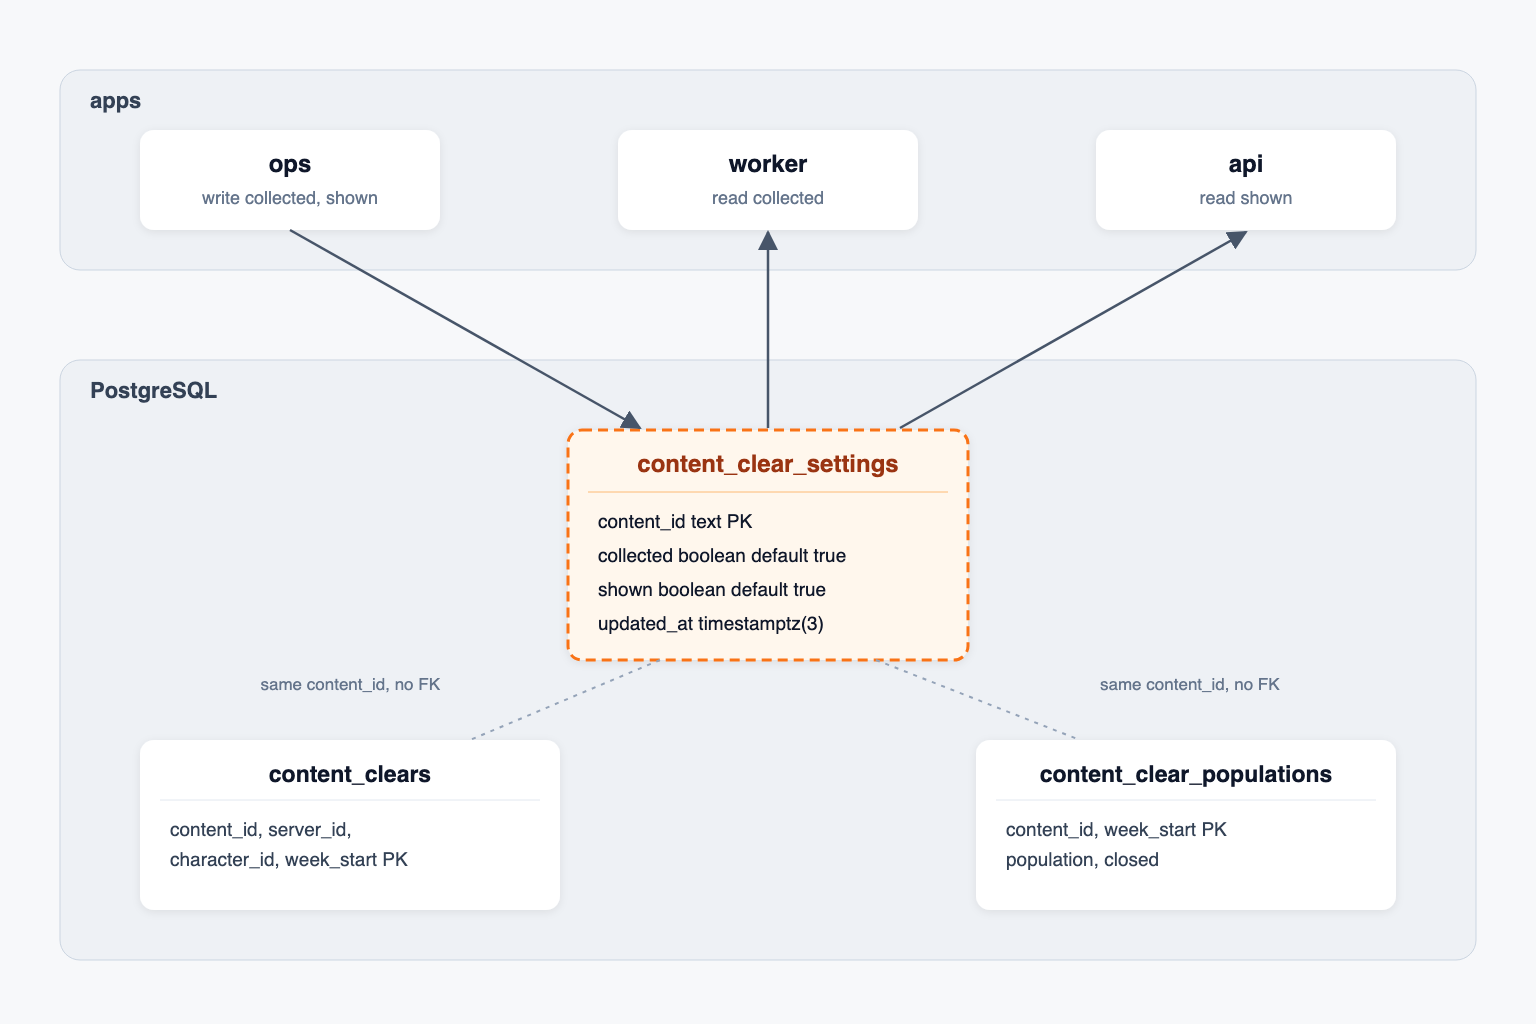 apps
ops
write collected, shown
worker
read collected
api
read shown
PostgreSQL
content_clear_settings
content_id text PK
collected boolean default true
shown boolean default true
updated_at timestamptz(3)
same content_id, no FK
same content_id, no FK
content_clears
content_id, server_id,
character_id, week_start PK
content_clear_populations
content_id, week_start PK
population, closed